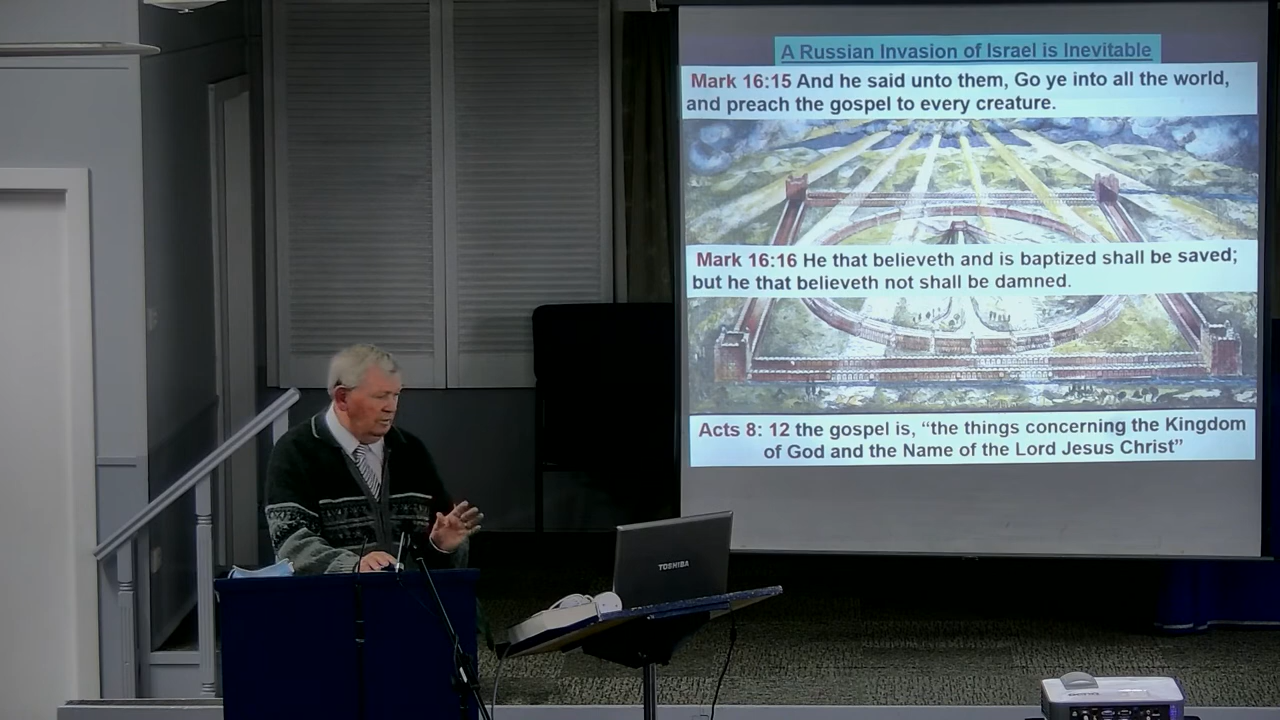 A Russian Invasion of Israel is Inevitable
Mark 16:15 And he said unto them, Go ye into all the world,
and preach the gospel to every creature.
Mark 16:16 He that believeth and is baptized shall be saved;
but he that believeth not shall be damned.
Acts 8: 12 the gospel is, “the things concerning the Kingdom
of God and the Name of the Lord Jesus Christ”
TOSHIBA